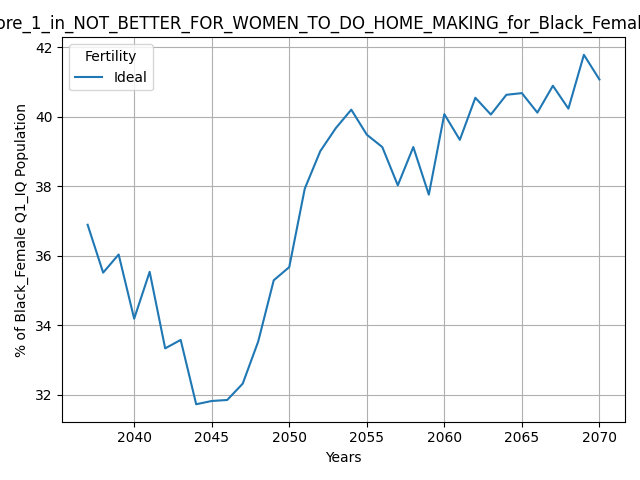 ore_1_in_NOT_BETTER_FOR_WOMEN_TO_DO_HOME_MAKING_for_Black_Femal
Fertility
Ideal
% of Black_Female Q1_IQ Population
42
40
38
36
34
32
2040 2045 2050 2055 2060 2065 2070
Years